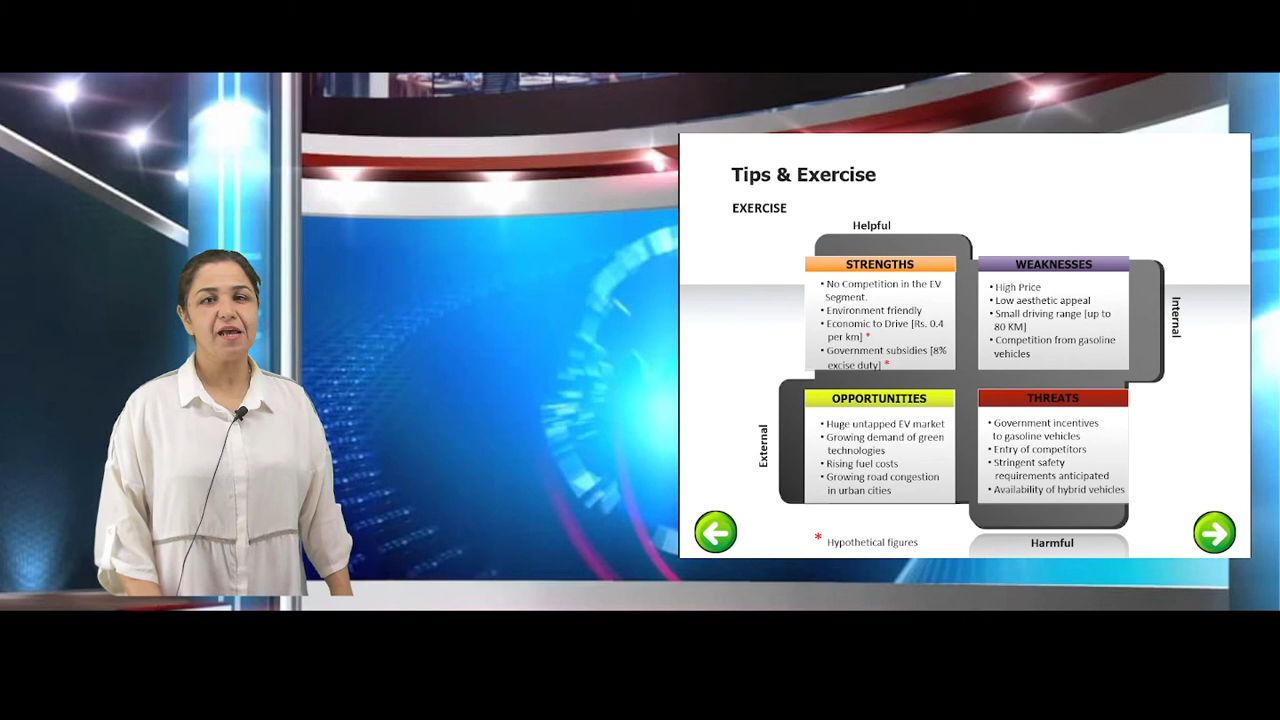 Tips & Exercise
EXERCISE
Helpful
STRENGTHS
• No Competition in the EV
Segment.
• Environment friendly
• Economic to Drive [Rs. 0.4
per km] *
• Government subsidies [8%
excise duty] *
WEAKNESSES
• High Price
• Low aesthetic appeal
• Small driving range [up to
80 KM]
• Competition from gasoline
vehicles
Internal
External
OPPORTUNITIES
• Huge untapped EV market
• Growing demand of green
technologies
• Rising fuel costs
• Growing road congestion
in urban cities
THREATS
• Government incentives
to gasoline vehicles
• Entry of competitors
• Stringent safety
requirements anticipated
• Availability of hybrid vehicles
* Hypothetical figures
Harmful